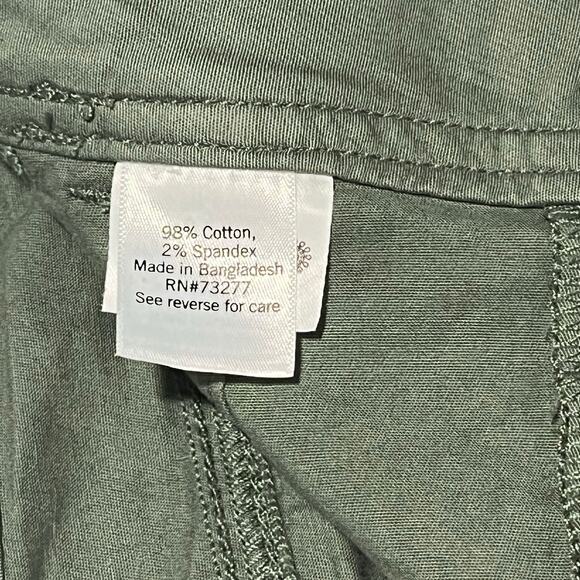 98% Cotton,
2% Spandex
Made in Bangladesh
RN#73277
See reverse for care